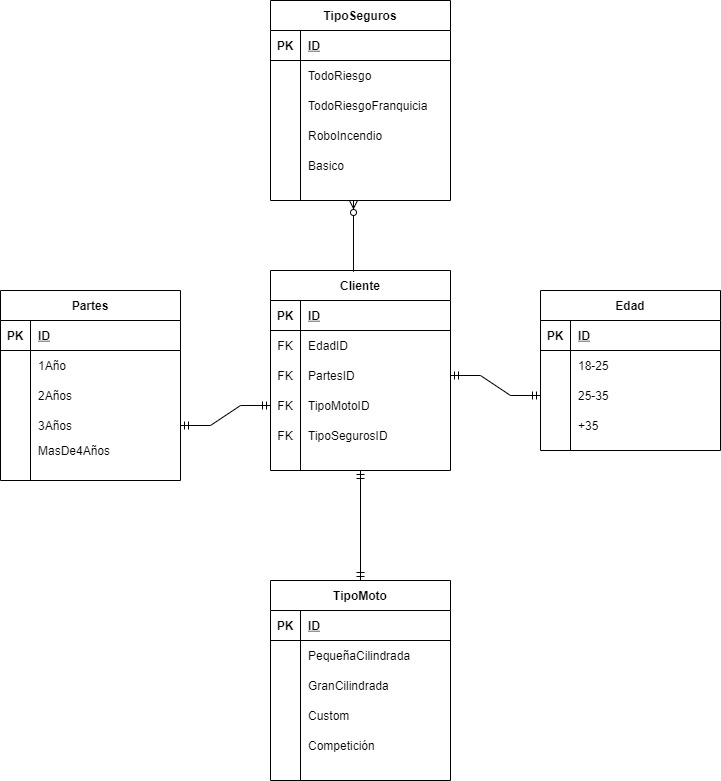 TipoSeguros
PK ID
TodoRiesgo
TodoRiesgoFranquicia
RoboIncendio
Basico
Partes
PK ID
1Año
2Años
3Años
MasDe4Años
Cliente
PK ID
FK EdadID
FK PartesID
FK TipoMotoID
FK TipoSegurosID
Edad
PK ID
18-25
25-35
+35
TipoMoto
PK ID
PequeñaCilindrada
GranCilindrada
Custom
Competición